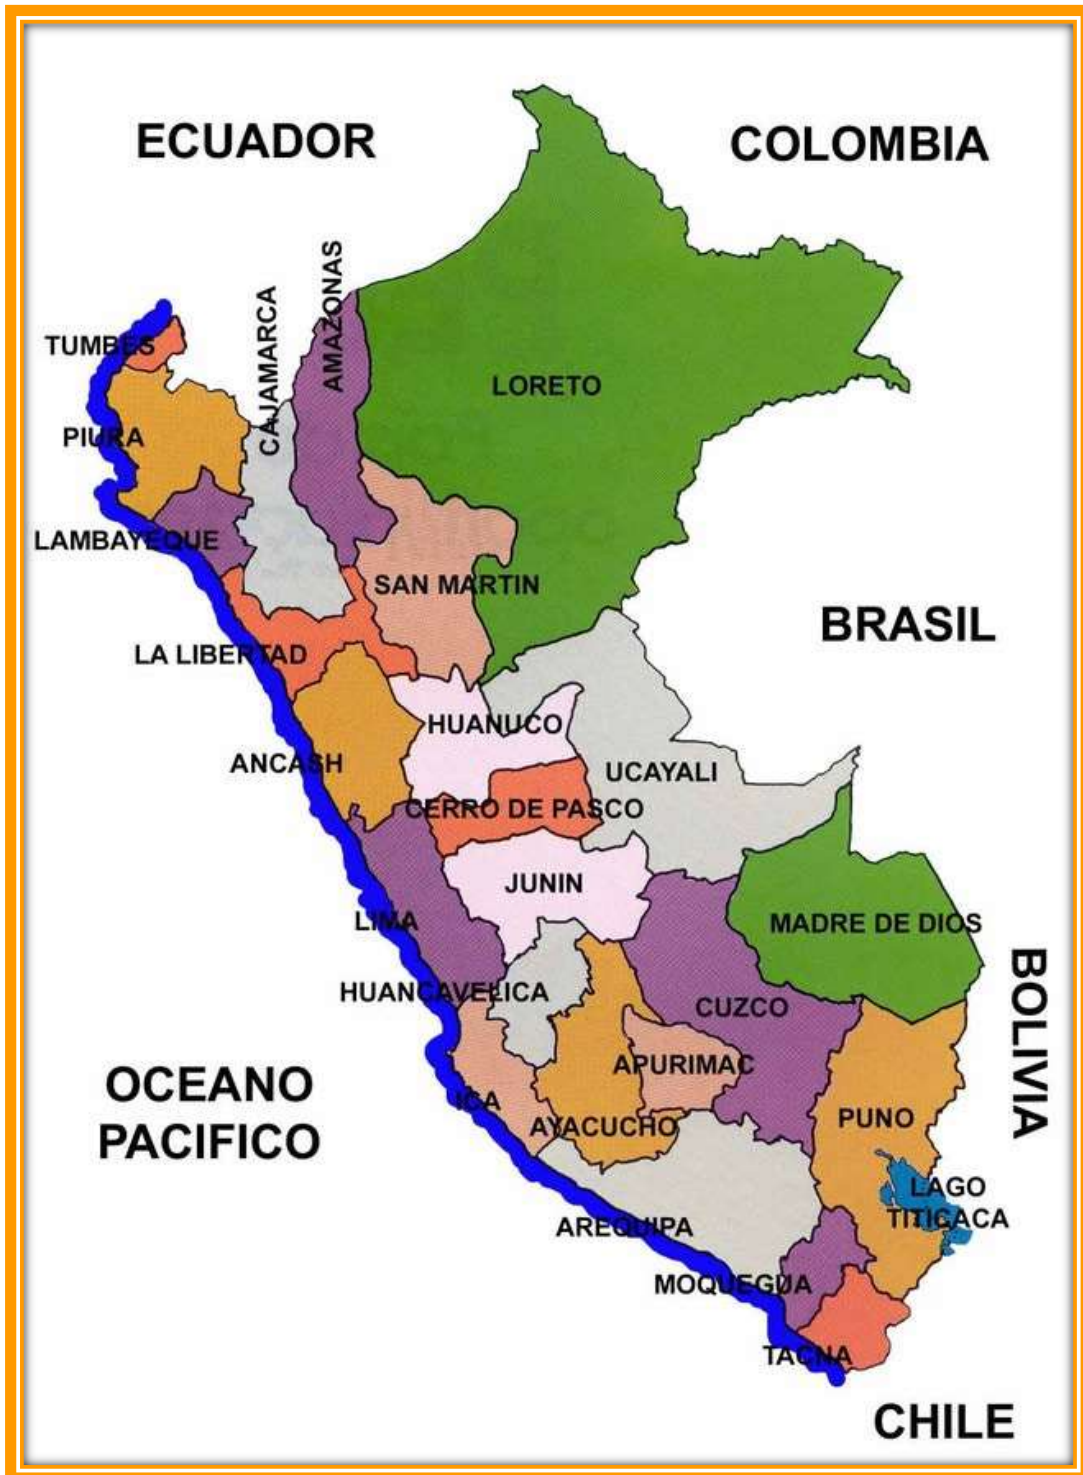 ECUADOR
COLOMBIA
AMAZONAS
CAJAMARCA
TUMBES
LORETO
PIURA
LAMBAYEQUE
SAN MARTIN
BRASIL
LA LIBERTAD
HUANUCO
ANCASH
UCAYALI
CERRO DE PASCO
JUNIN
LIMA
MADRE DE DIOS
HUANCAVELICA
CUZCO
BOLIVIA
APURIMAC
OCEANO
PACIFICO
ICA
AYACUCHO
PUNO
LAGO
TITICACA
AREQUIPA
MOQUEGUA
TACNA
CHILE